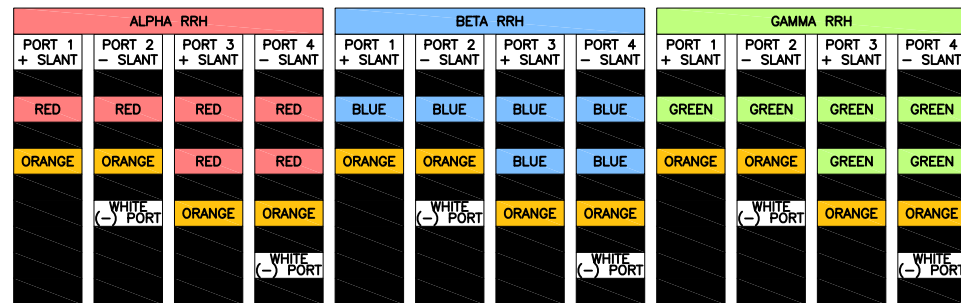 ALPHA RRH BETA RRH GAMMA RRH
PORT 1 PORT 2 PORT 3 PORT 4 PORT 1 PORT 2 PORT 3 PORT 4 PORT 1 PORT 2 PORT 3 PORT 4
+ SLANT - SLANT + SLANT - SLANT + SLANT - SLANT + SLANT - SLANT + SLANT - SLANT + SLANT - SLANT
RED RED RED RED BLUE BLUE BLUE BLUE GREEN GREEN GREEN GREEN
ORANGE ORANGE RED RED ORANGE ORANGE BLUE BLUE ORANGE ORANGE GREEN GREEN
WHITE WHITE WHITE
(-) PORT ORANGE ORANGE (-) PORT ORANGE ORANGE (-) PORT ORANGE ORANGE
WHITE WHITE WHITE
(-) PORT (-) PORT (-) PORT